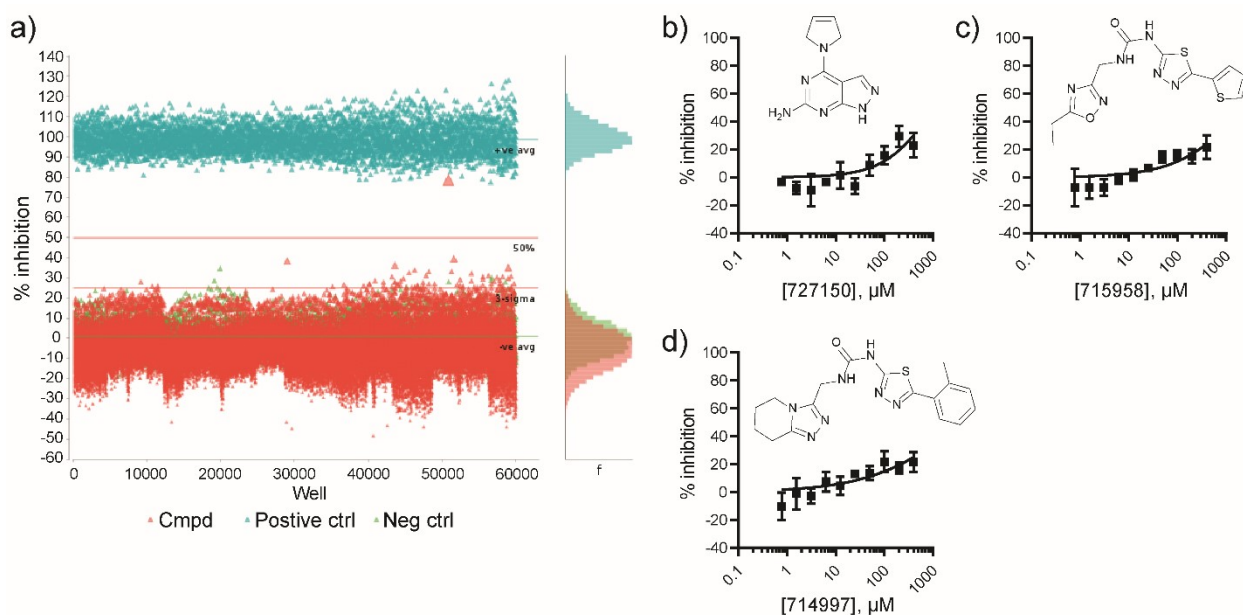 a)
% inhibition
140
130
120
110
100
90
80
70
60
50
40
30
20
10
0
-10
-20
-30
-40
-50
-60
+ve avg
50%
3-sigma
-ve avg
0
10000
20000
30000
40000
50000
60000
Well
f
Cmpd
Postive ctrl
Neg ctrl
b)
% inhibition
100
80
60
40
20
0
-20
-40
0.1
1
10
100
1000
[727150], µM
N
N
N
N
N
H
H2N
c)
% inhibition
100
80
60
40
20
0
-20
-40
0.1
1
10
100
1000
[715958], µM
O
H
N
NH
S
N-N
S
N
N
O
d)
% inhibition
100
80
60
40
20
0
-20
-40
0.1
1
10
100
1000
[714997], µM
O
H
N
NH
S
N-N
N
N
N